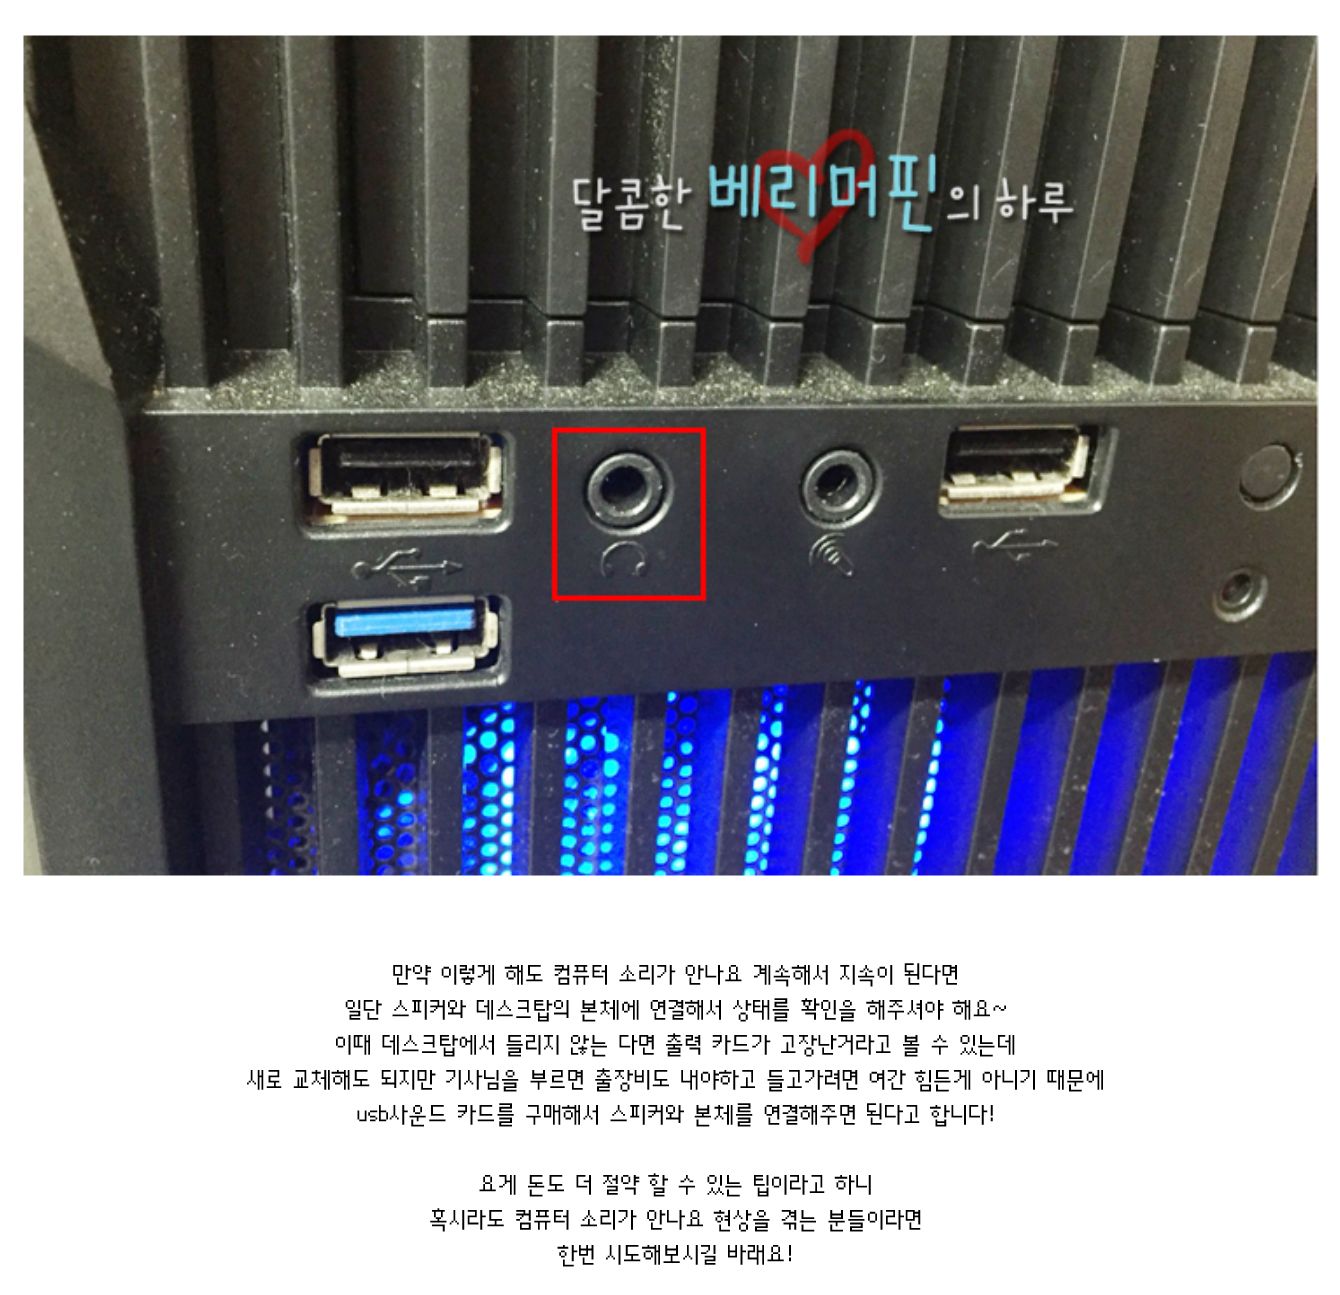 달콤한 베리머핀의 하루
만약 이렇게 해도 컴퓨터 소리가 안나요 계속해서 지속이 된다면
일단 스피커와 데스크탑의 본체에 연결해서 상태를 확인을 해주셔야 해요~
이때 데스크탑에서 들리지 않는 다면 출력 카드가 고장난거라고 볼 수 있는데
새로 교체해도 되지만 기사님을 부르면 출장비도 내야하고 들고가려면 여간 힘든게 아니기 때문에
usb사운드 카드를 구매해서 스피커와 본체를 연결해주면 된다고 합니다!
요게 돈도 더 절약 할 수 있는 팁이라고 하니
혹시라도 컴퓨터 소리가 안나요 현상을 겪는 분들이라면
한번 시도해보시길 바래요!